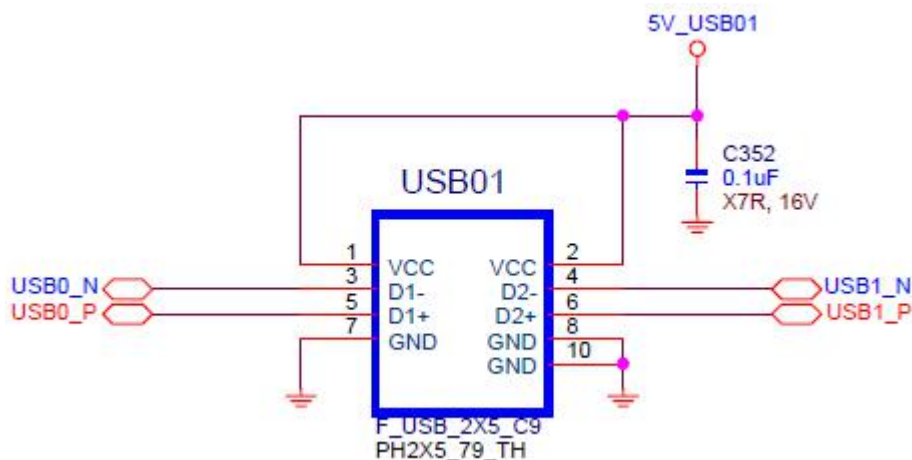 5V_USB01
C352
0.1uF
X7R, 16V
USB01
1 VCC VCC 2
USB0_N 3 D1- D2- 4 USB1_N
USB0_P 5 D1+ D2+ 6 USB1_P
7 GND GND 8
GND 10
F_USB_2X5_C9
PH2X5_79_TH